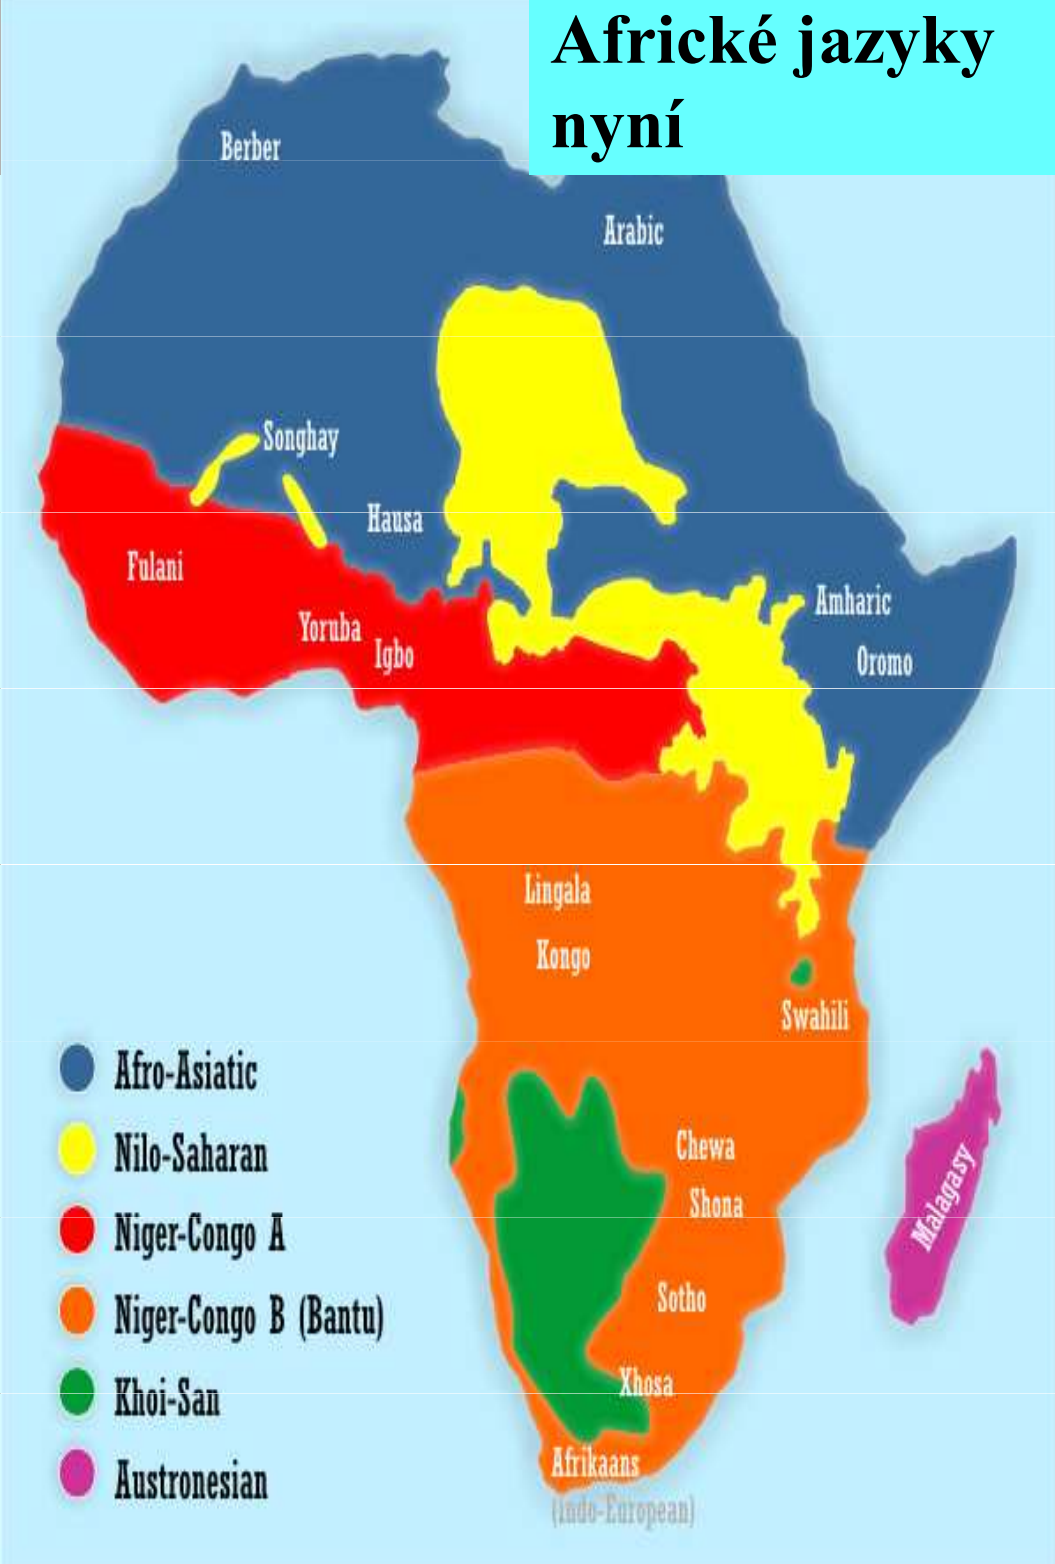 Africké jazyky
nyní
Berber
Arabic
Songhay
Hausa
Fulani
Yoruba
Igbo
Amharic
Oromo
Lingala
Kongo
Swahili
Chewa
Shona
Malagasy
Sotho
Xhosa
Afrikaans
(Indo-European)
Afro-Asiatic
Nilo-Saharan
Niger-Congo A
Niger-Congo B (Bantu)
Khoi-San
Austronesian